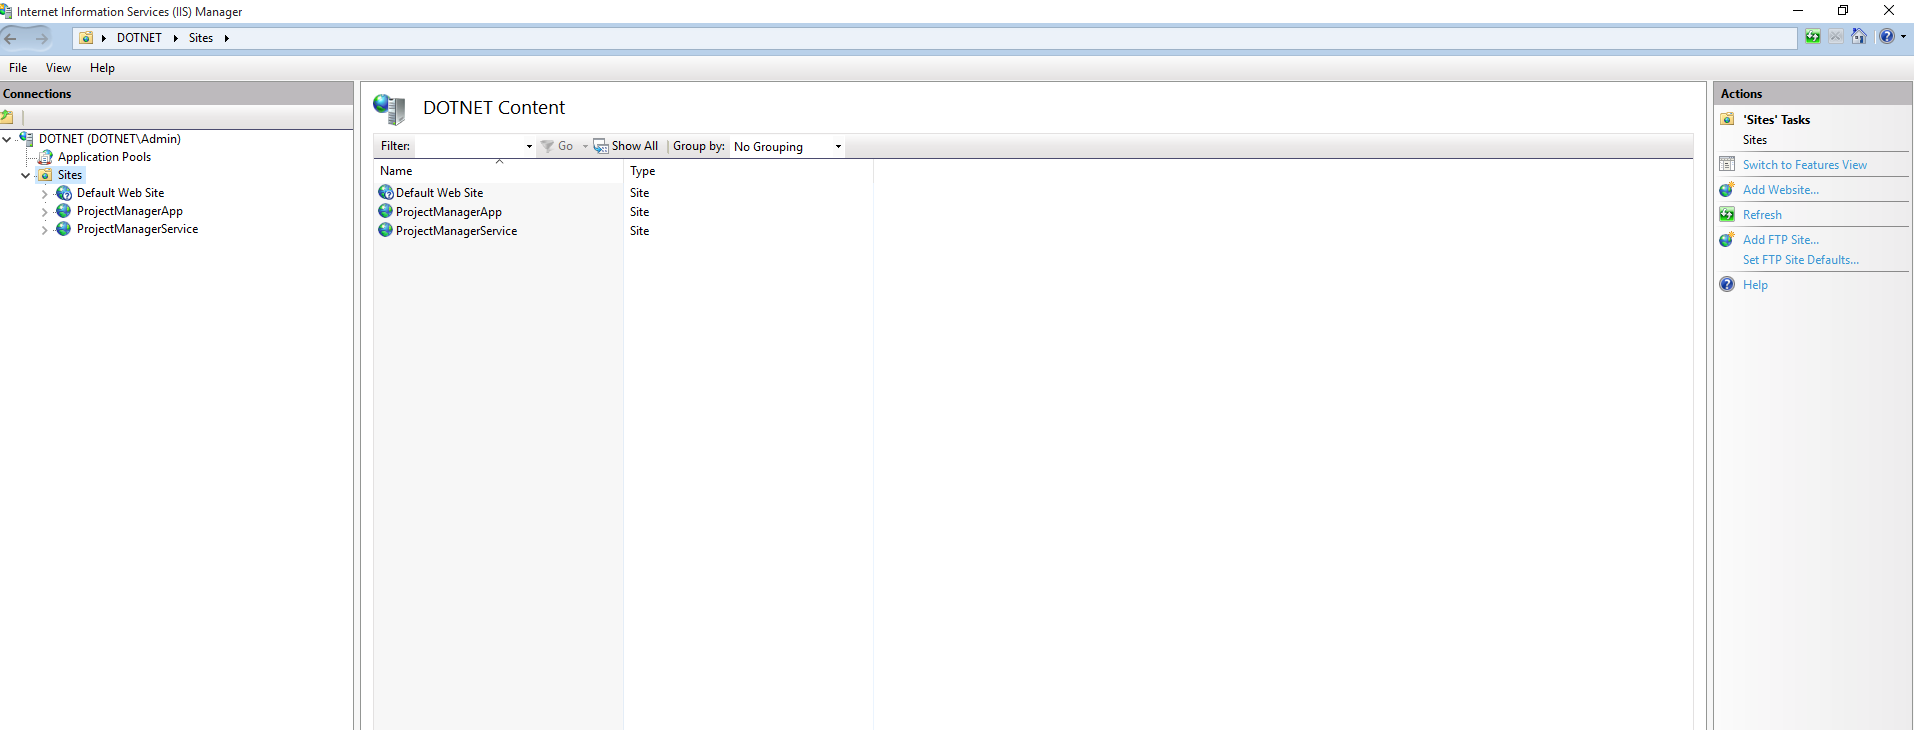 Internet Information Services (IIS) Manager
DOTNET Sites
File View Help
Connections
DOTNET (DOTNET\Admin)
Application Pools
Sites
Default Web Site
ProjectManagerApp
ProjectManagerService
DOTNET Content
Filter: Go Show All Group by: No Grouping
Name Type
Default Web Site Site
ProjectManagerApp Site
ProjectManagerService Site
Actions
'Sites' Tasks
Sites
Switch to Features View
Add Website...
Refresh
Add FTP Site...
Set FTP Site Defaults...
Help